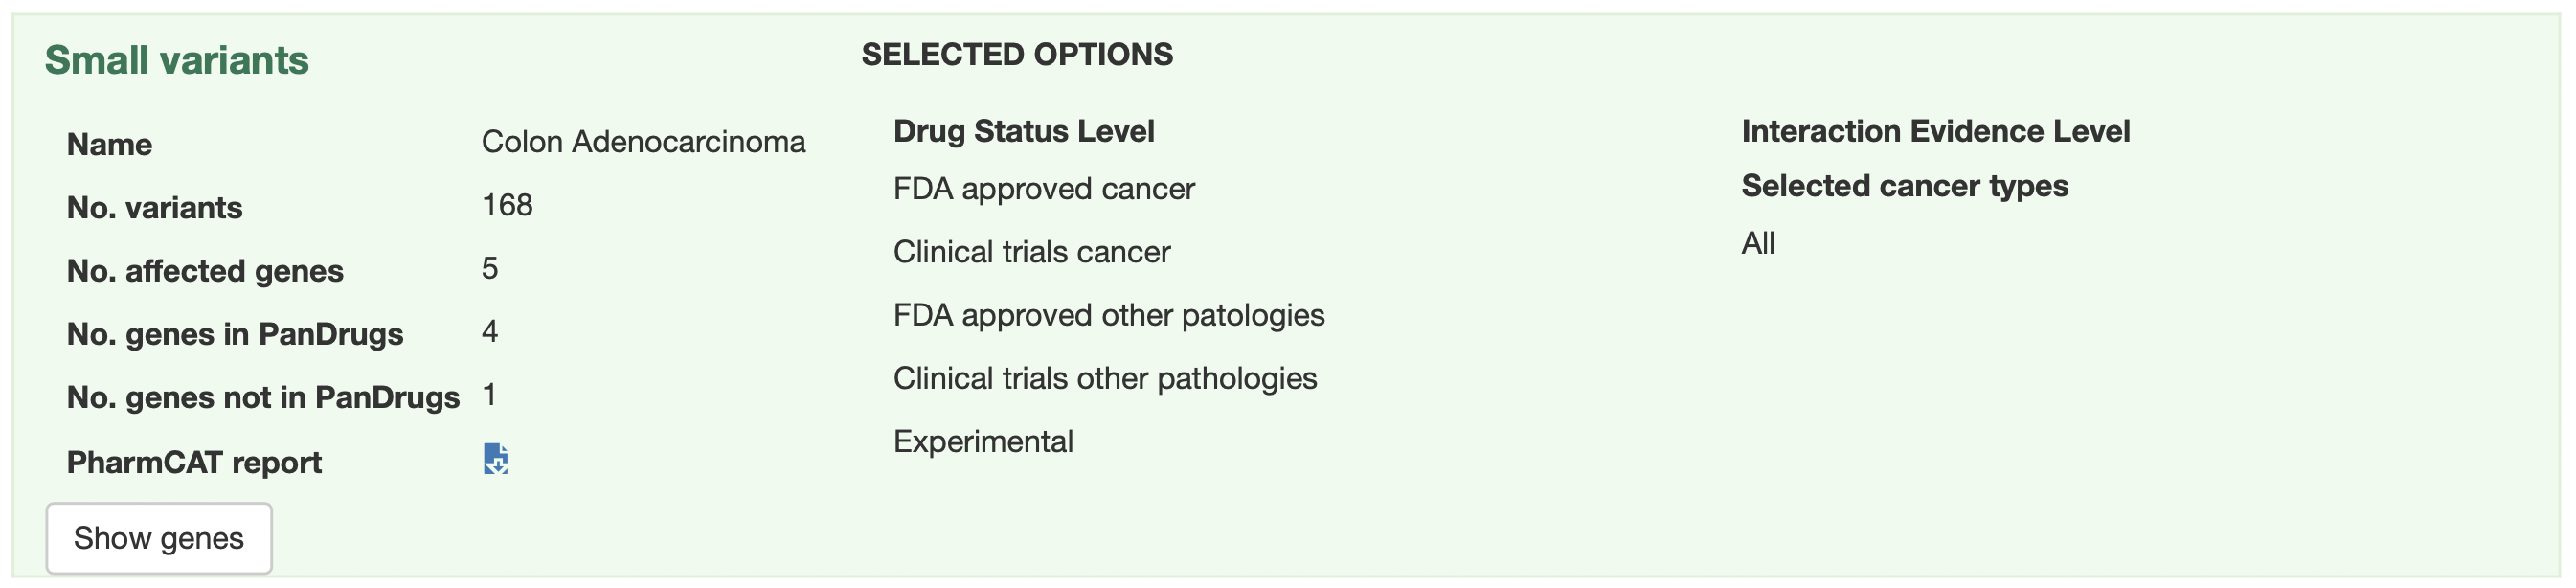 Small variants
Name Colon Adenocarcinoma
No. variants 168
No. affected genes 5
No. genes in PanDrugs 4
No. genes not in PanDrugs 1
PharmCAT report
Show genes
SELECTED OPTIONS
Drug Status Level
FDA approved cancer
Clinical trials cancer
FDA approved other patologies
Clinical trials other pathologies
Experimental
Interaction Evidence Level
Selected cancer types
All